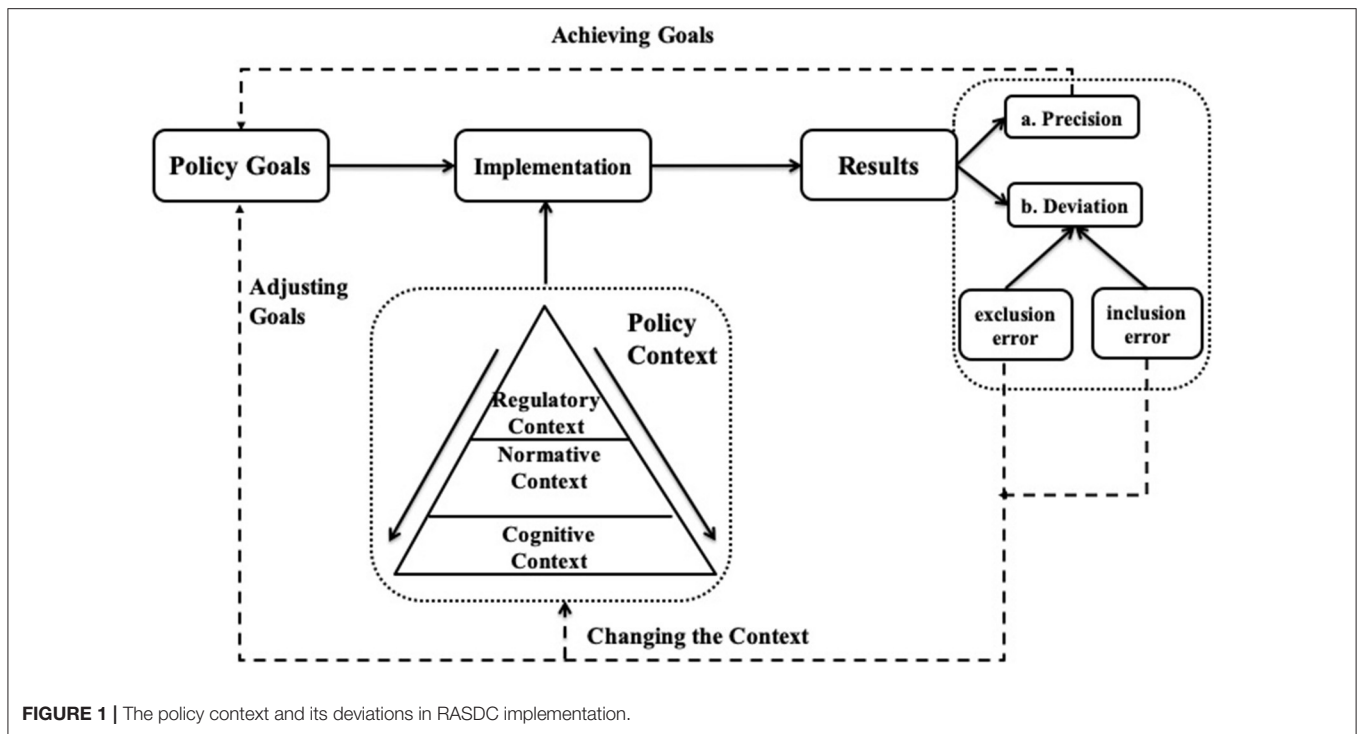 Achieving Goals
a. Precision
Policy Goals
Implementation
Results
b. Deviation
Adjusting
Goals
exclusion
error
inclusion
error
Policy
Context
Regulatory
Context
Normative
Context
Cognitive
Context
Changing the Context
FIGURE 1 | The policy context and its deviations in RASDC implementation.